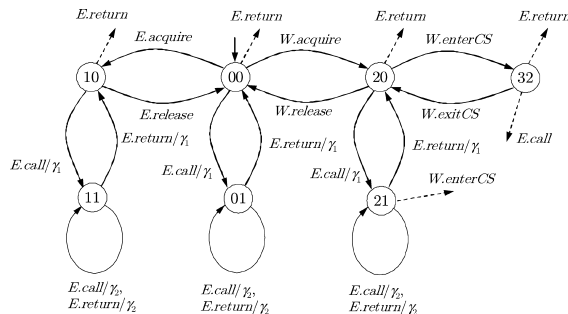 E.return
E.return
E.return
E.return
E.acquire
W.acquire
W.enterCS
10
00
20
32
E.release
W.release
W.exitCS
E.call
E.call/γ₁
E.return/γ₁
E.call/γ₁
E.return/γ₁
E.call/γ₁
E.return/γ₁
W.enterCS
11
01
21
E.call/γ₂,
E.return/γ₂
E.call/γ₂,
E.return/γ₂
E.call/γ₂,
E.return/γ₂